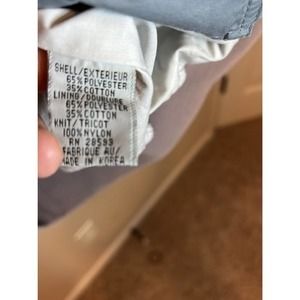 SHELL/EXTERIEUR
65%POLYESTER
35%COTTON
LINING/DOUBLURE
65%POLYESTER
35%COTTON
KNIT/TRICOT
100%NYLON
RN 28593
FABRIQUE AU/
MADE IN KOREA